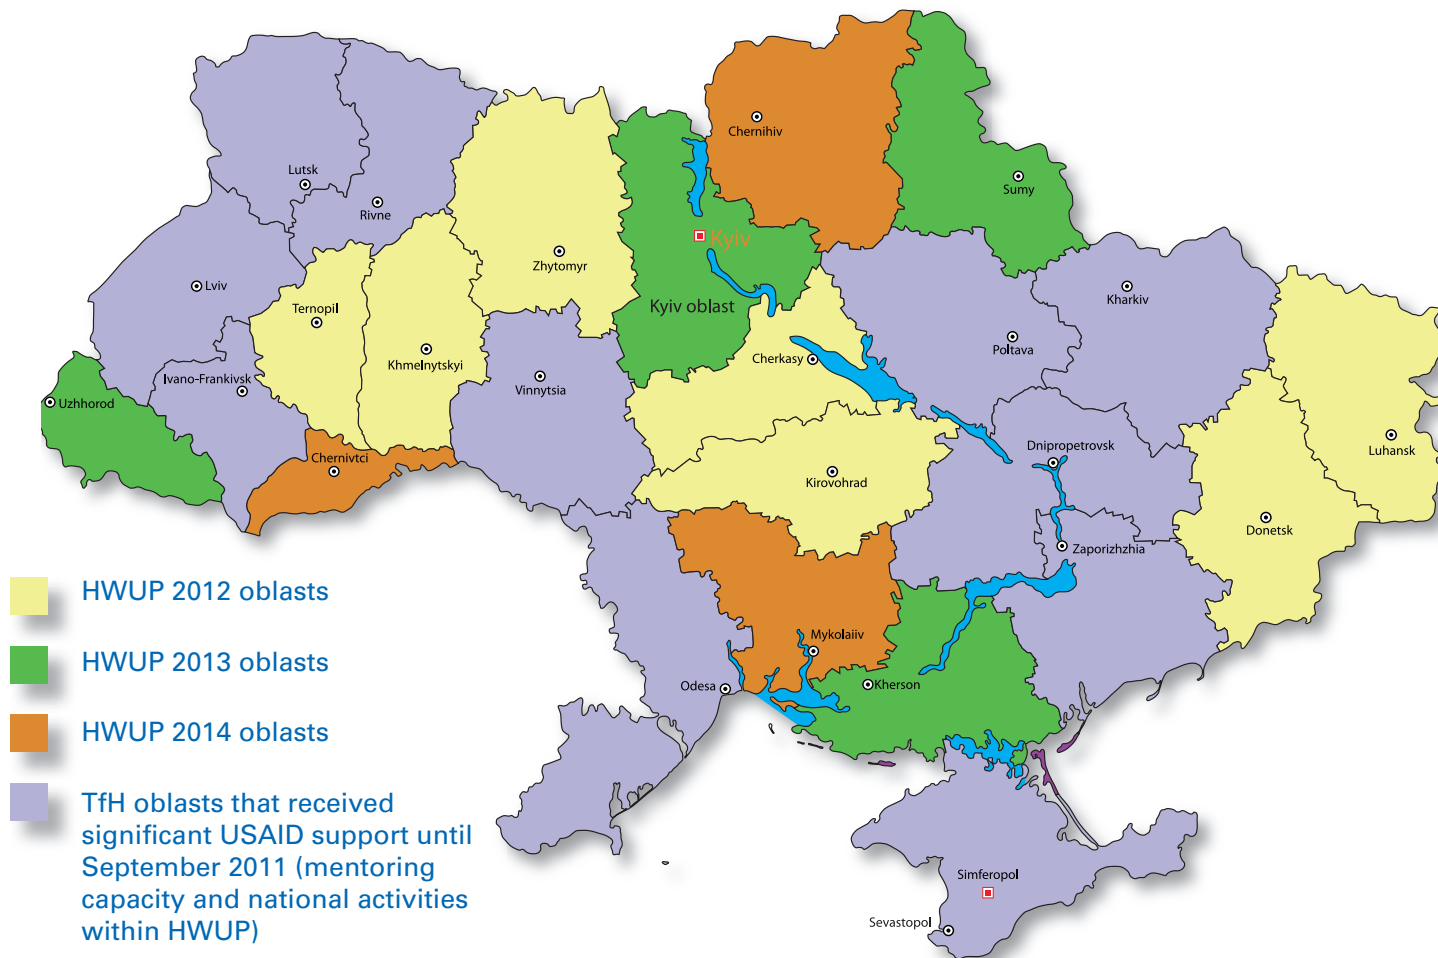 Chernihiv
Sumy
Lutsk
Rivne
Kyiv
Zhytomyr
Lviv
Kharkiv
Ternopil
Kyiv oblast
Poltava
Cherkasy
Khmelnytskyi
Ivano-Frankivsk
Vinnytsia
Uzhhorod
Dnipropetrovsk
Luhansk
Chernivtci
Kirovohrad
Donetsk
Zaporizhzhia
HWUP 2012 oblasts
Mykolaiiv
HWUP 2013 oblasts
Odesa
Kherson
HWUP 2014 oblasts
TfH oblasts that received
significant USAID support until
September 2011 (mentoring
capacity and national activities
within HWUP)
Simferopol
Sevastopol